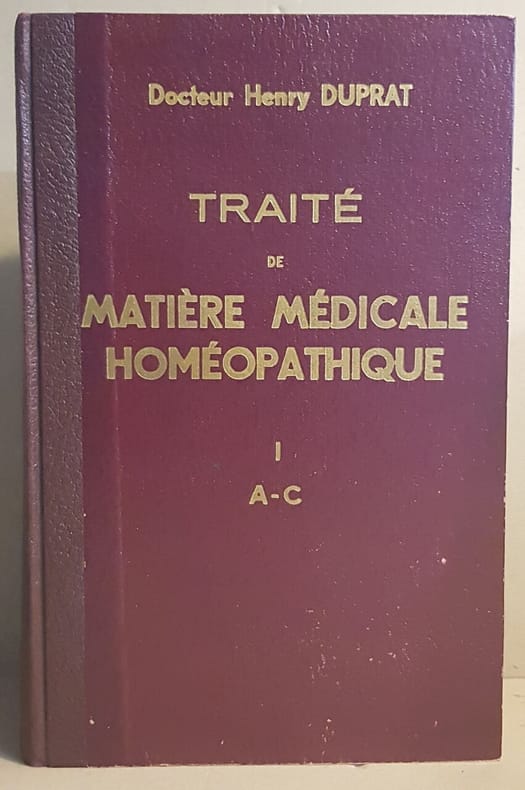 Docteur Henry DUPRAT
TRAITÉ
DE
MATIÈRE MÉDICALE
HOMÉOPATHIQUE
I
A-C